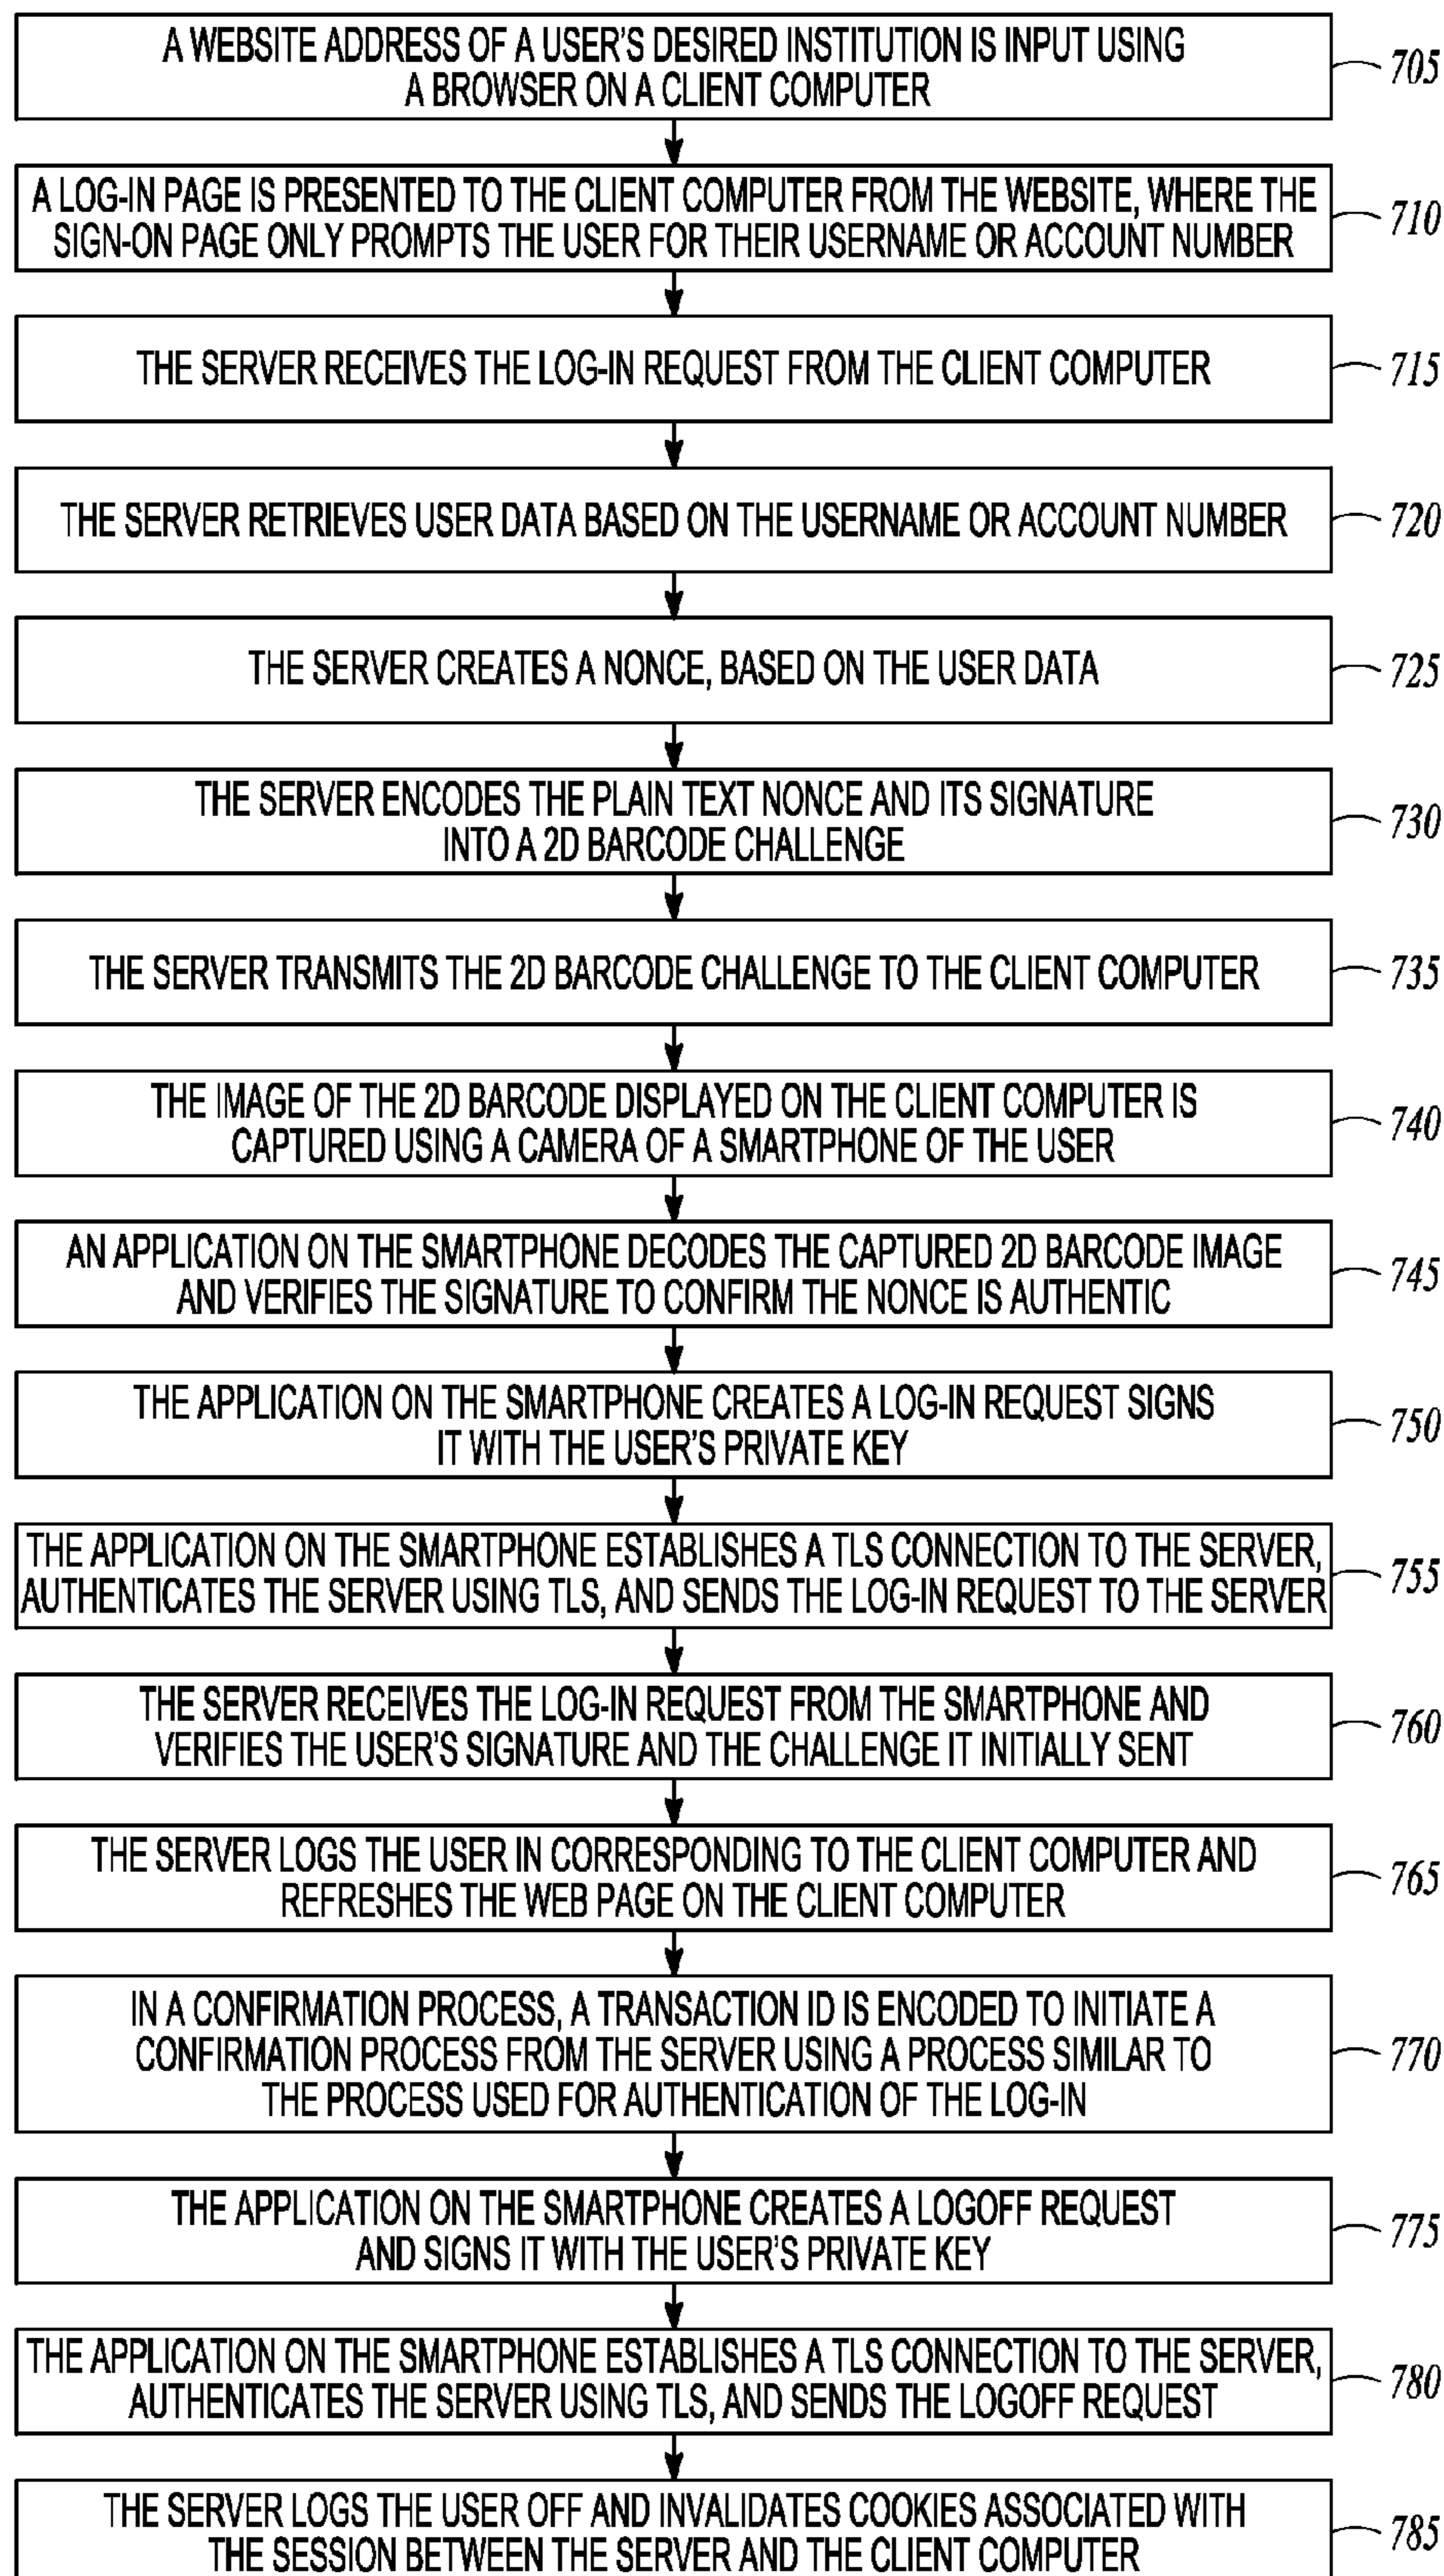 A WEBSITE ADDRESS OF A USER'S DESIRED INSTITUTION IS INPUT USING
A BROWSER ON A CLIENT COMPUTER
705
A LOG-IN PAGE IS PRESENTED TO THE CLIENT COMPUTER FROM THE WEBSITE, WHERE THE
SIGN-ON PAGE ONLY PROMPTS THE USER FOR THEIR USERNAME OR ACCOUNT NUMBER
710
THE SERVER RECEIVES THE LOG-IN REQUEST FROM THE CLIENT COMPUTER
715
THE SERVER RETRIEVES USER DATA BASED ON THE USERNAME OR ACCOUNT NUMBER
720
THE SERVER CREATES A NONCE, BASED ON THE USER DATA
725
THE SERVER ENCODES THE PLAIN TEXT NONCE AND ITS SIGNATURE
INTO A 2D BARCODE CHALLENGE
730
THE SERVER TRANSMITS THE 2D BARCODE CHALLENGE TO THE CLIENT COMPUTER
735
THE IMAGE OF THE 2D BARCODE DISPLAYED ON THE CLIENT COMPUTER IS
CAPTURED USING A CAMERA OF A SMARTPHONE OF THE USER
740
AN APPLICATION ON THE SMARTPHONE DECODES THE CAPTURED 2D BARCODE IMAGE
AND VERIFIES THE SIGNATURE TO CONFIRM THE NONCE IS AUTHENTIC
745
THE APPLICATION ON THE SMARTPHONE CREATES A LOG-IN REQUEST SIGNS
IT WITH THE USER'S PRIVATE KEY
750
THE APPLICATION ON THE SMARTPHONE ESTABLISHES A TLS CONNECTION TO THE SERVER,
AUTHENTICATES THE SERVER USING TLS, AND SENDS THE LOG-IN REQUEST TO THE SERVER
755
THE SERVER RECEIVES THE LOG-IN REQUEST FROM THE SMARTPHONE AND
VERIFIES THE USER'S SIGNATURE AND THE CHALLENGE IT INITIALLY SENT
760
THE SERVER LOGS THE USER IN CORRESPONDING TO THE CLIENT COMPUTER AND
REFRESHES THE WEB PAGE ON THE CLIENT COMPUTER
765
IN A CONFIRMATION PROCESS, A TRANSACTION ID IS ENCODED TO INITIATE A
CONFIRMATION PROCESS FROM THE SERVER USING A PROCESS SIMILAR TO
THE PROCESS USED FOR AUTHENTICATION OF THE LOG-IN
770
THE APPLICATION ON THE SMARTPHONE CREATES A LOGOFF REQUEST
AND SIGNS IT WITH THE USER'S PRIVATE KEY
775
THE APPLICATION ON THE SMARTPHONE ESTABLISHES A TLS CONNECTION TO THE SERVER,
AUTHENTICATES THE SERVER USING TLS, AND SENDS THE LOGOFF REQUEST
780
THE SERVER LOGS THE USER OFF AND INVALIDATES COOKIES ASSOCIATED WITH
THE SESSION BETWEEN THE SERVER AND THE CLIENT COMPUTER
785